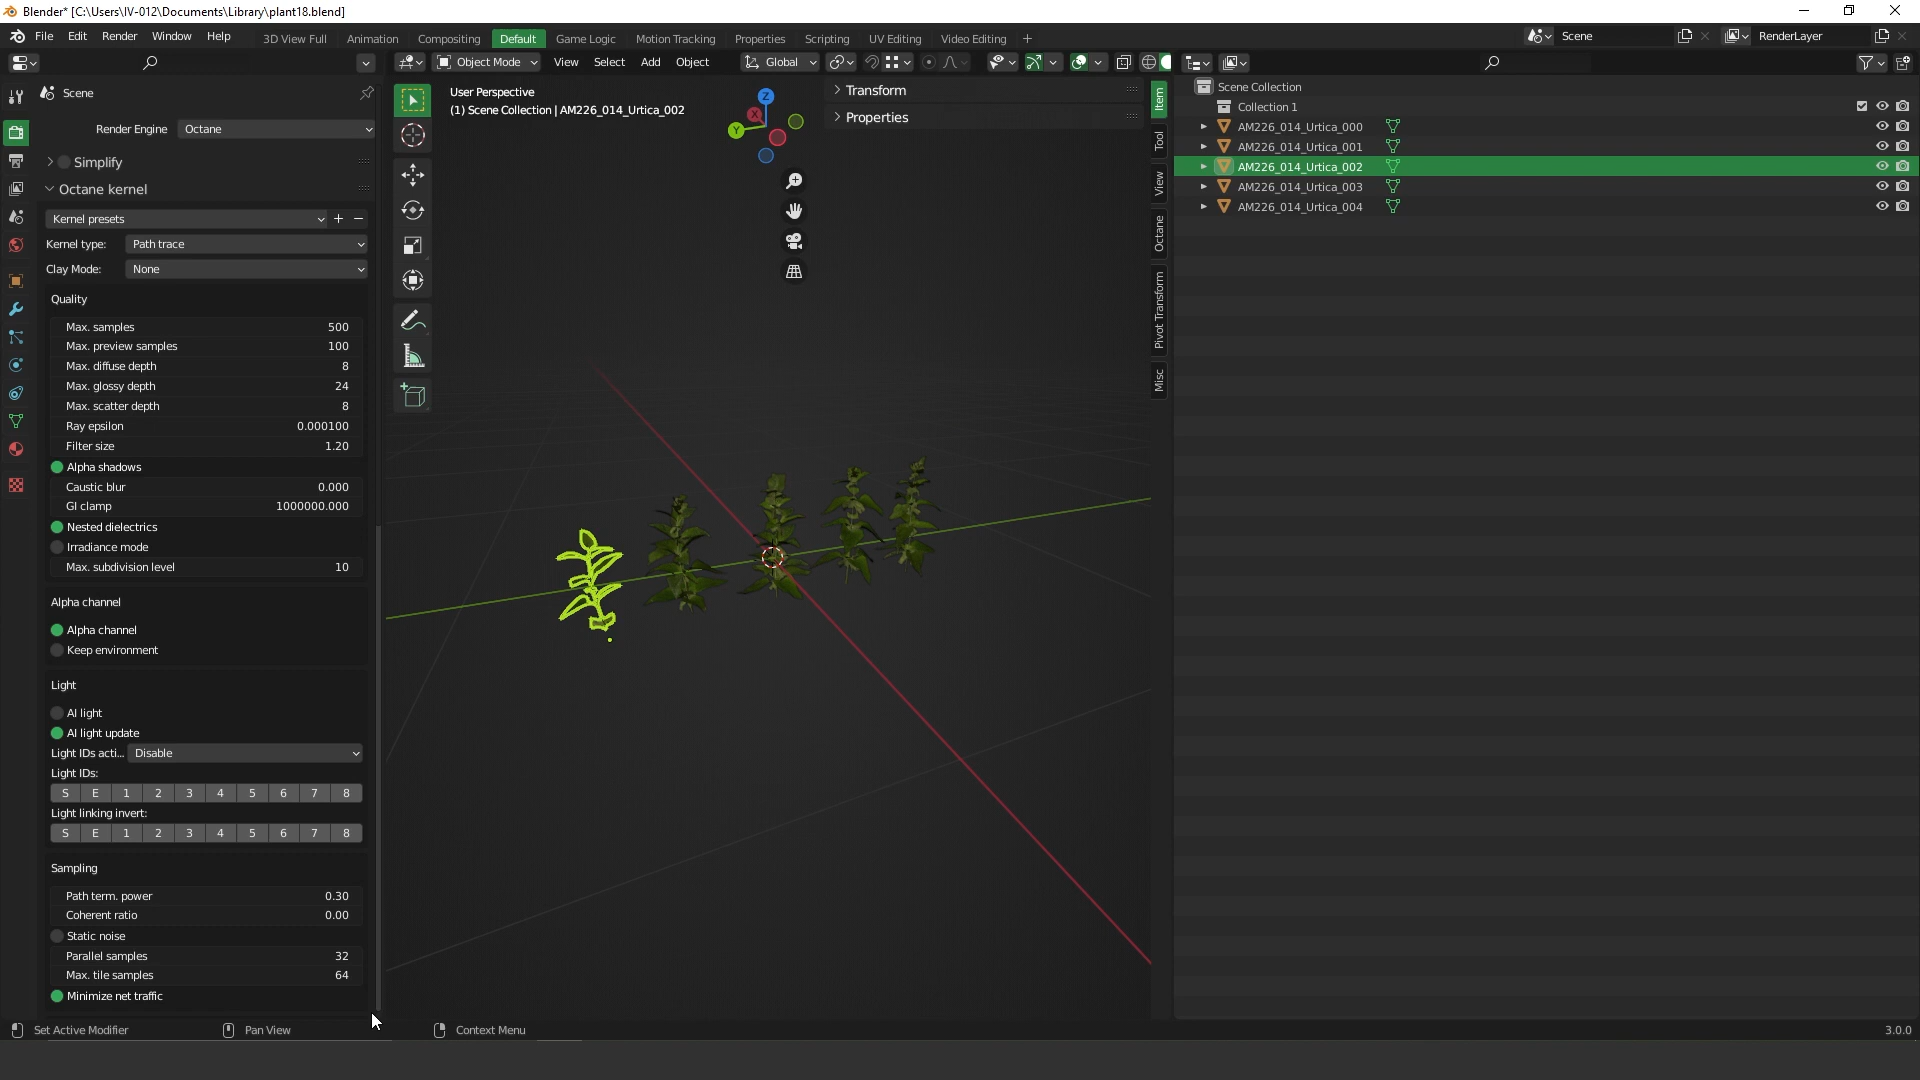 Blender* [C:\Users\IV-012\Documents\Library\plant18.blend]
File Edit Render Window Help 3D View Full Animation Compositing Default Game Logic Motion Tracking Properties Scripting UV Editing Video Editing + Scene RenderLayer
Object Mode View Select Add Object Global
Scene
Render Engine Octane
Simplify
Octane kernel
Kernel presets
Kernel type: Path trace
Clay Mode: None
Quality
Max. samples 500
Max. preview samples 100
Max. diffuse depth 8
Max. glossy depth 24
Max. scatter depth 8
Ray epsilon 0.000100
Filter size 1.20
Alpha shadows
Caustic blur 0.000
GI clamp 1000000.000
Nested dielectrics
Irradiance mode
Max. subdivision level 10
Alpha channel
Alpha channel
Keep environment
Light
AI light
AI light update
Light IDs acti... Disable
Light IDs:
S E 1 2 3 4 5 6 7 8
Light linking invert:
S E 1 2 3 4 5 6 7 8
Sampling
Path term. power 0.30
Coherent ratio 0.00
Static noise
Parallel samples 32
Max. tile samples 64
Minimize net traffic
User Perspective
(1) Scene Collection | AM226_014_Urtica_002
Z
X
Y
Transform
Properties
Item
Tool
View
Octane
Pivot Transform
Misc
Scene Collection
Collection 1
AM226_014_Urtica_000
AM226_014_Urtica_001
AM226_014_Urtica_002
AM226_014_Urtica_003
AM226_014_Urtica_004
Set Active Modifier Pan View Context Menu 3.0.0